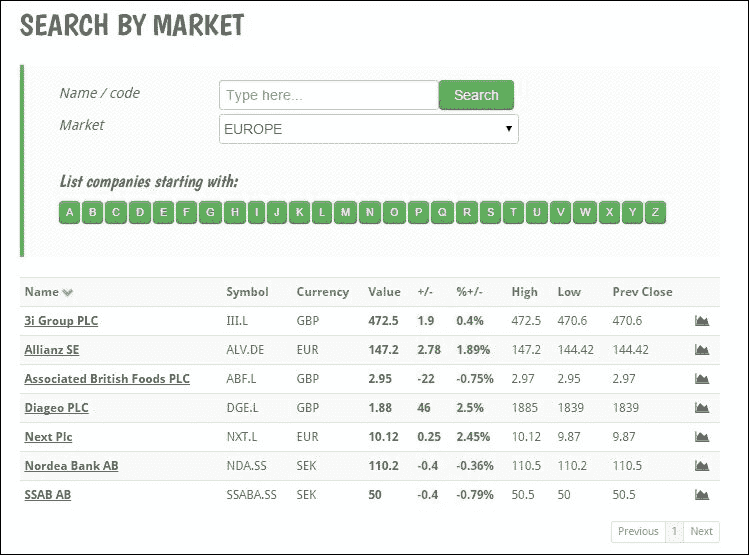 SEARCH BY MARKET
Name / code Type here... Search
Market EUROPE
List companies starting with:
A B C D E F G H I J K L M N O P Q R S T U V W X Y Z
Name Symbol Currency Value +/- %+/- High Low Prev Close
3i Group PLC III.L GBP 472.5 1.9 0.4% 472.5 470.6 470.6
Allianz SE ALV.DE EUR 147.2 2.78 1.89% 147.2 144.42 144.42
Associated British Foods PLC ABF.L GBP 2.95 -22 -0.75% 2.97 2.95 2.97
Diageo PLC DGE.L GBP 1.88 46 2.5% 1885 1839 1839
Next Plc NXT.L EUR 10.12 0.25 2.45% 10.12 9.87 9.87
Nordea Bank AB NDA.SS SEK 110.2 -0.4 -0.36% 110.5 110.2 110.5
SSAB AB SSABA.SS SEK 50 -0.4 -0.79% 50.5 50 50.5
Previous 1 Next